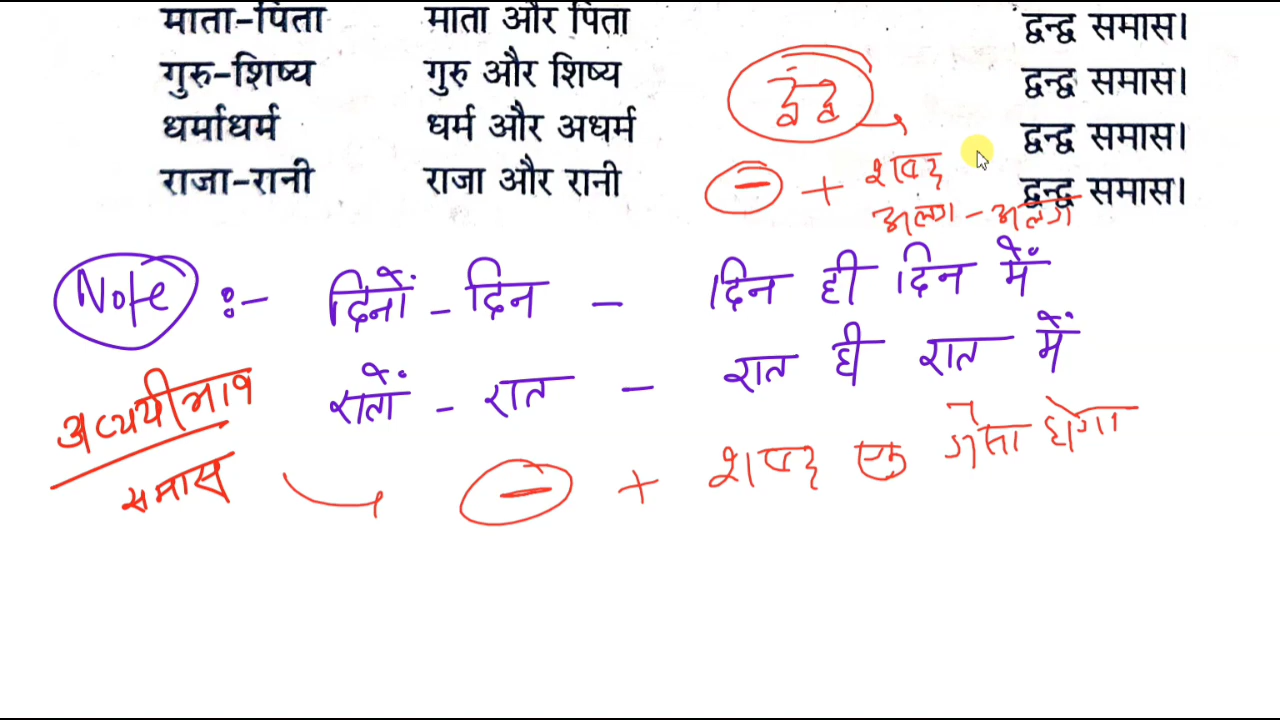 माता-पिता माता और पिता द्वन्द्व समास।
गुरु-शिष्य गुरु और शिष्य द्वन्द्व समास।
धर्माधर्म धर्म और अधर्म द्वन्द्व समास।
राजा-रानी राजा और रानी द्वन्द्व समास।
द्वंद्व
- + शब्द
अलग - अलग
Note :- दिनों - दिन - दिन ही दिन में
रातों - रात - रात ही रात में
अव्ययीभाव
समास
- + शब्द एक जैसा होगा